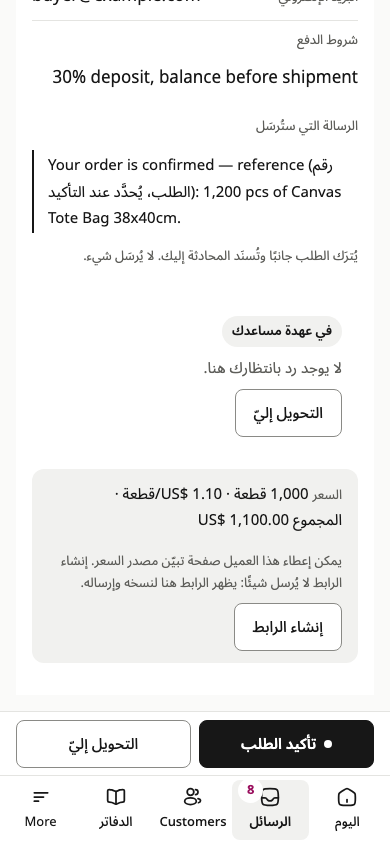 شروط الدفع
30% deposit, balance before shipment
الرسالة التي ستُرسَل
Your order is confirmed — reference (رقم
الطلب، يُحدَّد عند التأكيد): 1,200 pcs of Canvas
Tote Bag 38x40cm.
يُترَك الطلب جانبًا وتُسنَد المحادثة إليك. لا يُرسَل شيء.
في عهدة مساعدك
لا يوجد رد بانتظارك هنا.
التحويل إليّ
السعر 1,000 قطعة · US$ 1.10/قطعة ·
المجموع US$ 1,100.00
يمكن إعطاء هذا العميل صفحة تبيّن مصدر السعر. إنشاء
الرابط لا يُرسل شيئًا: يظهر الرابط هنا لنسخه وإرساله.
إنشاء الرابط
تأكيد الطلب
التحويل إليّ
اليوم
8
الرسائل
Customers
الدفاتر
More